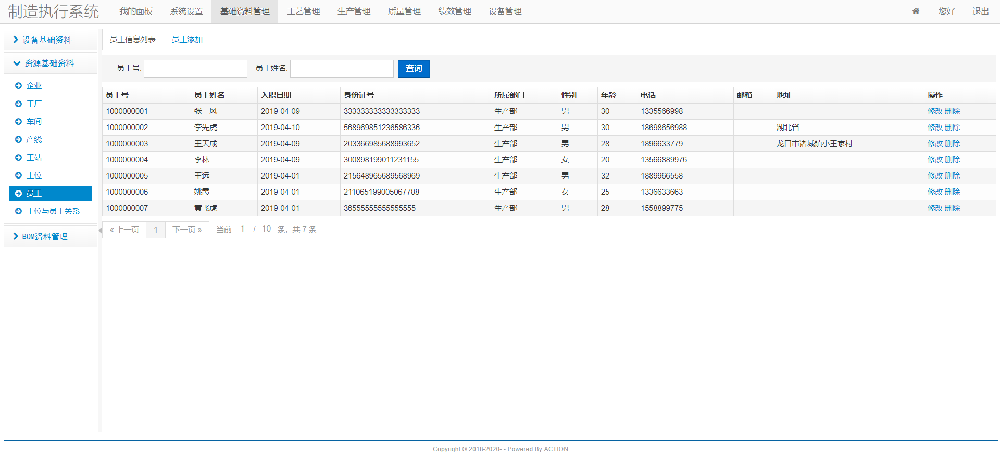 制造执行系统 我的面板 系统设置 基础资料管理 工艺管理 生产管理 质量管理 绩效管理 设备管理 您好 退出
设备基础资料
资源基础资料
企业
工厂
车间
产线
工站
工位
员工
工位与员工关系
BOM资料管理
员工信息列表 员工添加
员工号: 员工姓名: 查询
员工号 员工姓名 入职日期 身份证号 所属部门 性别 年龄 电话 邮箱 地址 操作
1000000001 张三风 2019-04-09 333333333333333333 生产部 男 30 1335566998 修改 删除
1000000002 李先虎 2019-04-10 568969851236586336 生产部 男 30 18698656988 湖北省 修改 删除
1000000003 王天成 2019-04-09 203366985688993652 生产部 男 28 1896633779 龙口市诸城镇小王家村 修改 删除
1000000004 李林 2019-04-09 300898199011231155 生产部 女 20 13566889976 修改 删除
1000000005 王远 2019-04-01 215648965689568969 生产部 男 32 1889966558 修改 删除
1000000006 姚霞 2019-04-01 211065199005067788 生产部 女 25 1336633663 修改 删除
1000000007 黄飞虎 2019-04-01 36555555555555555 生产部 男 28 1558899775 修改 删除
« 上一页 1 下一页 » 当前 1 / 10 条，共 7 条
Copyright © 2018-2020- - Powered By ACTION